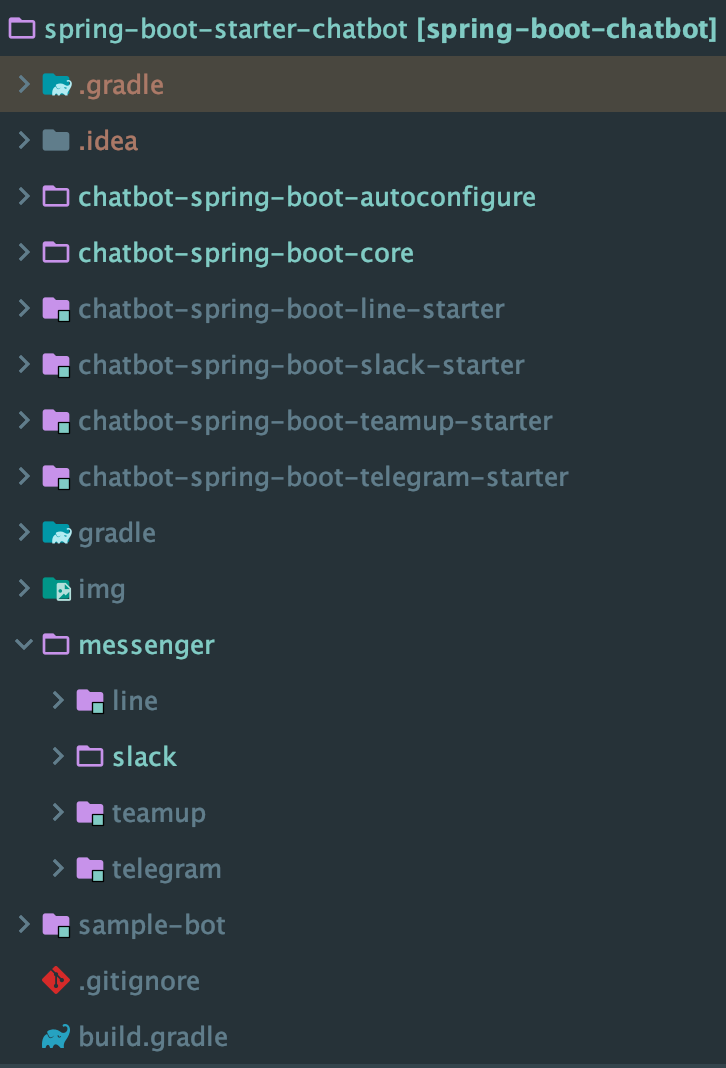 spring-boot-starter-chatbot [spring-boot-chatbot]
.gradle
.idea
chatbot-spring-boot-autoconfigure
chatbot-spring-boot-core
chatbot-spring-boot-line-starter
chatbot-spring-boot-slack-starter
chatbot-spring-boot-teamup-starter
chatbot-spring-boot-telegram-starter
gradle
img
messenger
line
slack
teamup
telegram
sample-bot
.gitignore
build.gradle